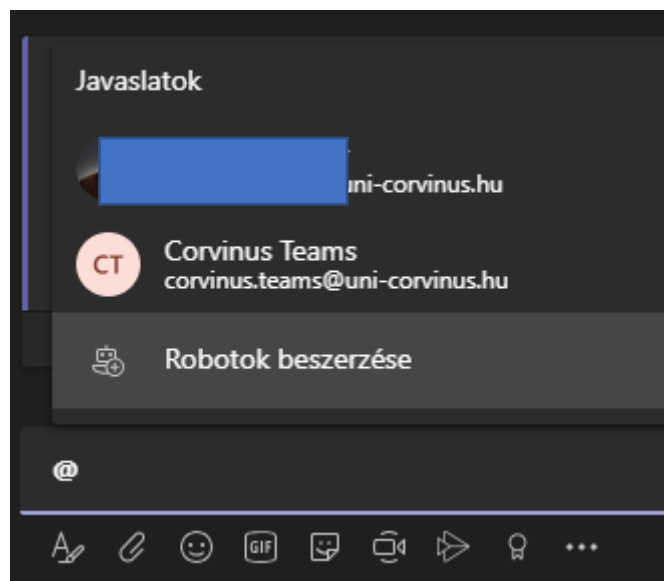 Javaslatok
uni-corvinus.hu
CT
Corvinus Teams
corvinus.teams@uni-corvinus.hu
Robotok beszerzése
@
GIF